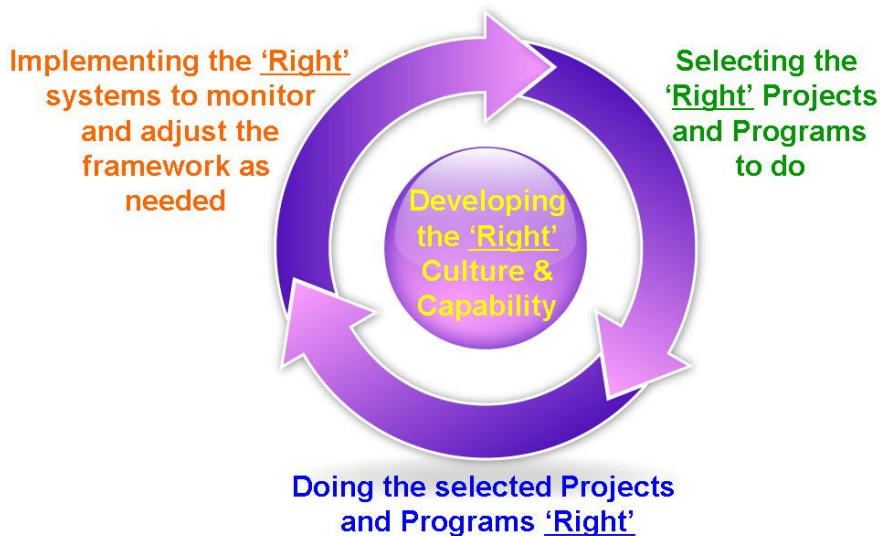 Implementing the ‘Right’
systems to monitor
and adjust the
framework as
needed
Selecting the
‘Right’ Projects
and Programs
to do
Developing
the ‘Right’
Culture &
Capability
Doing the selected Projects
and Programs ‘Right’